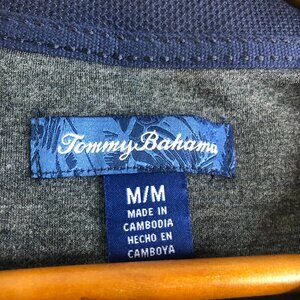 Tommy Bahama
M/M
MADE IN
CAMBODIA
HECHO EN
CAMBOYA